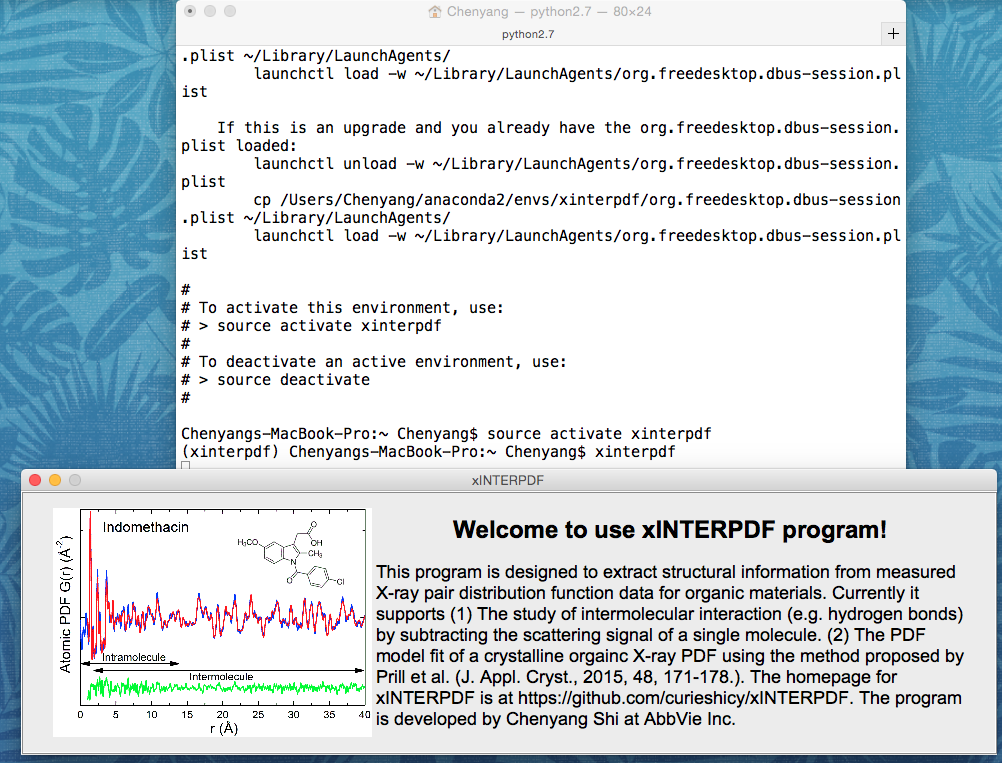 Chenyang — python2.7 — 80×24
python2.7
+
.plist ~/Library/LaunchAgents/
launchctl load -w ~/Library/LaunchAgents/org.freedesktop.dbus-session.pl
ist
If this is an upgrade and you already have the org.freedesktop.dbus-session.
plist loaded:
launchctl unload -w ~/Library/LaunchAgents/org.freedesktop.dbus-session.
plist
cp /Users/Chenyang/anaconda2/envs/xinterpdf/org.freedesktop.dbus-session
.plist ~/Library/LaunchAgents/
launchctl load -w ~/Library/LaunchAgents/org.freedesktop.dbus-session.pl
ist
#
# To activate this environment, use:
# > source activate xinterpdf
#
# To deactivate an active environment, use:
# > source deactivate
#
Chenyangs-MacBook-Pro:~ Chenyang$ source activate xinterpdf
(xinterpdf) Chenyangs-MacBook-Pro:~ Chenyang$ xinterpdf
xINTERPDF
Indomethacin
O
OH
H₃CO
CH₃
N
O
Cl
Atomic PDF G(r) (Å⁻²)
Intramolecule
Intermolecule
0 5 10 15 20 25 30 35 40
r (Å)
Welcome to use xINTERPDF program!
This program is designed to extract structural information from measured
X-ray pair distribution function data for organic materials. Currently it
supports (1) The study of intermolecular interaction (e.g. hydrogen bonds)
by subtracting the scattering signal of a single molecule. (2) The PDF
model fit of a crystalline orgainc X-ray PDF using the method proposed by
Prill et al. (J. Appl. Cryst., 2015, 48, 171-178.). The homepage for
xINTERPDF is at https://github.com/curieshicy/xINTERPDF. The program
is developed by Chenyang Shi at AbbVie Inc.